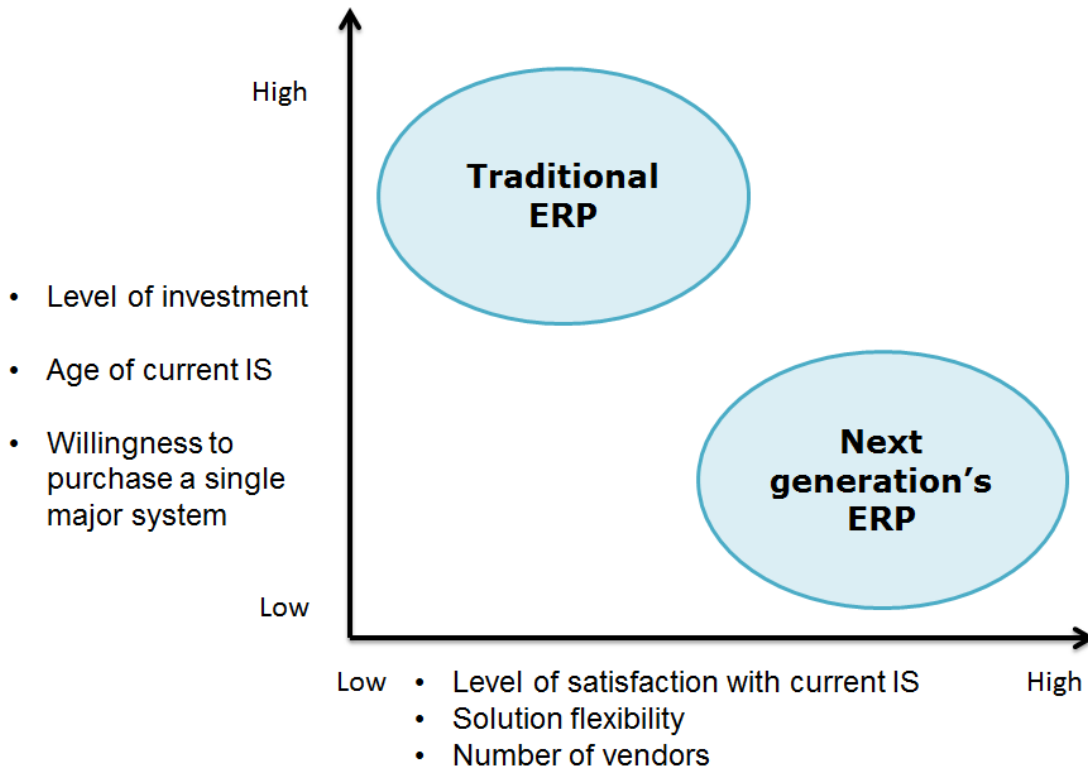 High
Traditional
ERP
• Level of investment
• Age of current IS
• Willingness to
purchase a single
major system
Next
generation’s
ERP
Low
Low
• Level of satisfaction with current IS
High
• Solution flexibility
• Number of vendors